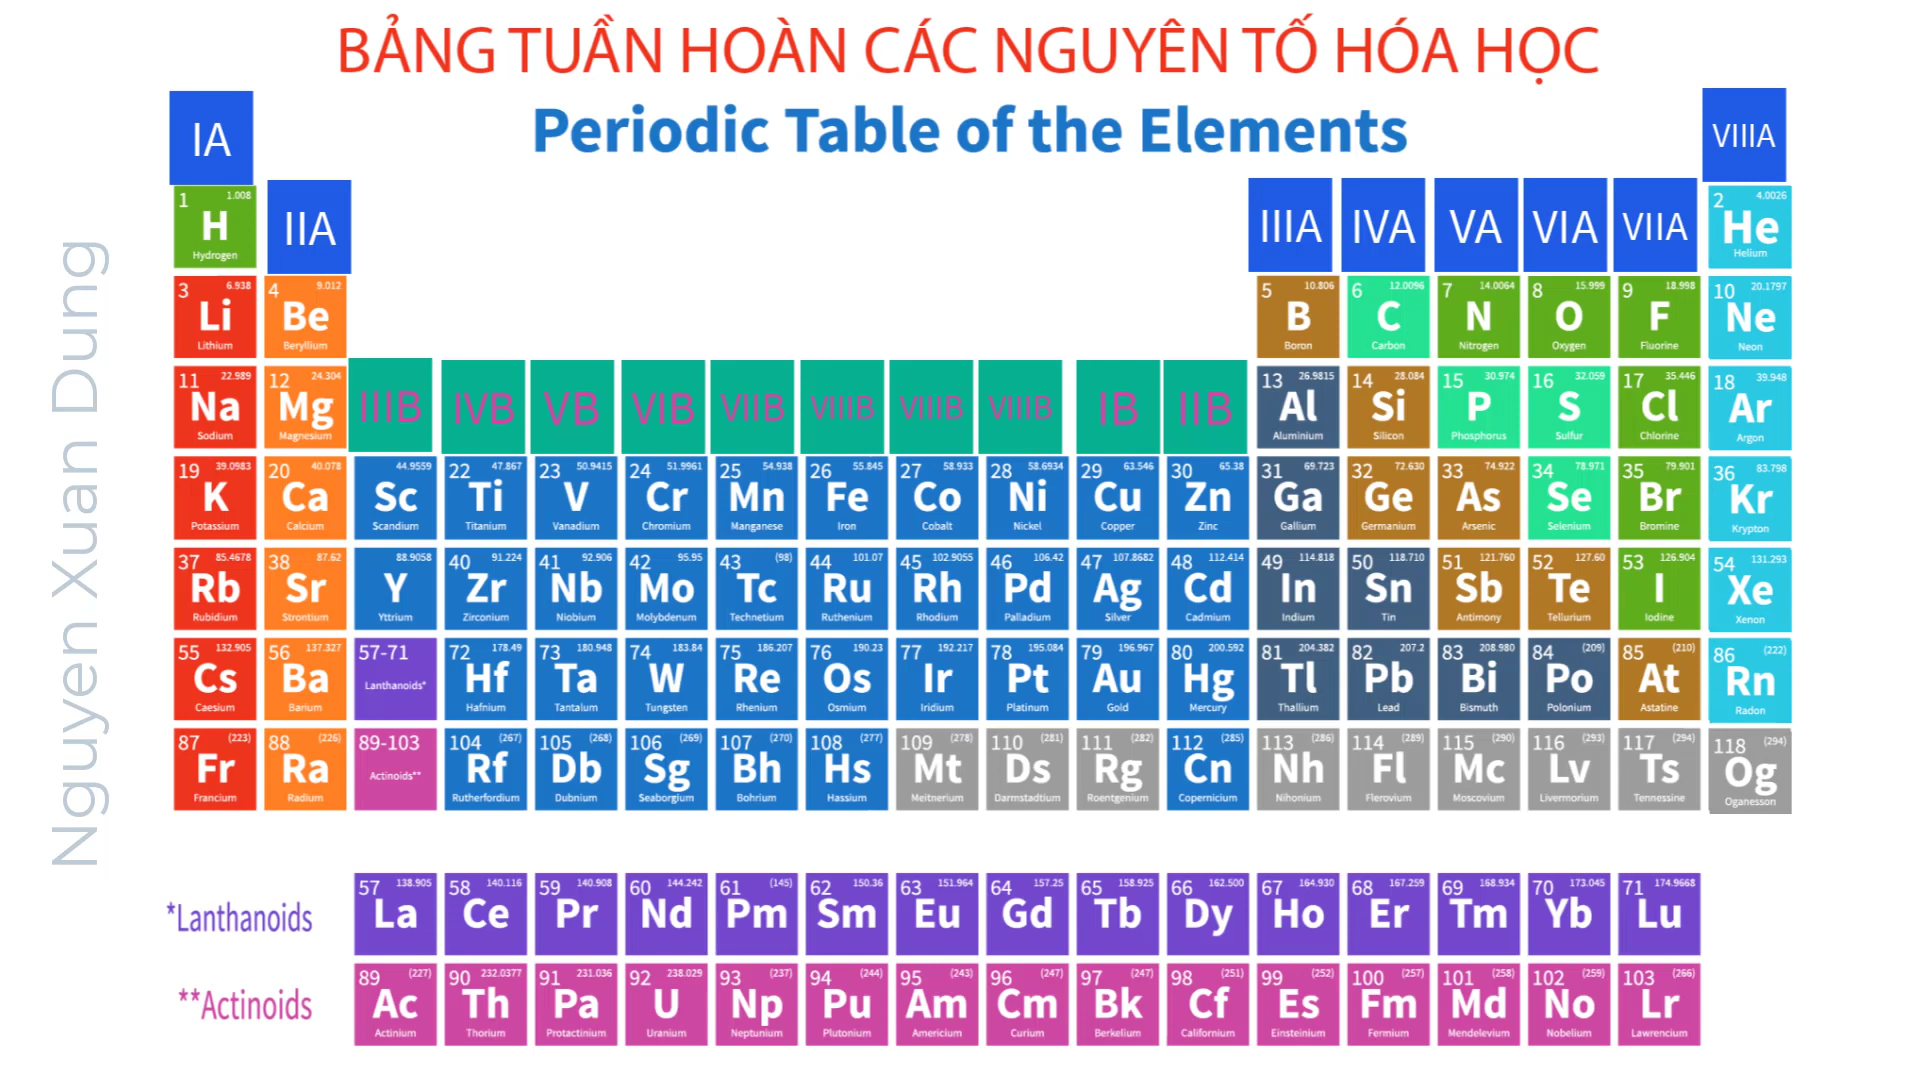 BẢNG TUẦN HOÀN CÁC NGUYÊN TỐ HÓA HỌC
Periodic Table of the Elements
Nguyen Xuan Dung
IA
VIIIA
IIA
IIIA IVA VA VIA VIIA
1 1.008 H Hydrogen
2 4.0026 He Helium
3 6.938 Li Lithium
4 9.012 Be Beryllium
5 10.806 B Boron
6 12.0096 C Carbon
7 14.0064 N Nitrogen
8 15.999 O Oxygen
9 18.998 F Fluorine
10 20.1797 Ne Neon
11 22.989 Na Sodium
12 24.304 Mg Magnesium
IIIB IVB VB VIB VIIB VIIIB VIIIB VIIIB IB IIB
13 26.9815 Al Aluminium
14 28.084 Si Silicon
15 30.974 P Phosphorus
16 32.059 S Sulfur
17 35.446 Cl Chlorine
18 39.948 Ar Argon
19 39.0983 K Potassium
20 40.078 Ca Calcium
44.9559 Sc Scandium
22 47.867 Ti Titanium
23 50.9415 V Vanadium
24 51.9961 Cr Chromium
25 54.938 Mn Manganese
26 55.845 Fe Iron
27 58.933 Co Cobalt
28 58.6934 Ni Nickel
29 63.546 Cu Copper
30 65.38 Zn Zinc
31 69.723 Ga Gallium
32 72.630 Ge Germanium
33 74.922 As Arsenic
34 78.971 Se Selenium
35 79.901 Br Bromine
36 83.798 Kr Krypton
37 85.4678 Rb Rubidium
38 87.62 Sr Strontium
88.9058 Y Yttrium
40 91.224 Zr Zirconium
41 92.906 Nb Niobium
42 95.95 Mo Molybdenum
43 (98) Tc Technetium
44 101.07 Ru Ruthenium
45 102.9055 Rh Rhodium
46 106.42 Pd Palladium
47 107.8682 Ag Silver
48 112.414 Cd Cadmium
49 114.818 In Indium
50 118.710 Sn Tin
51 121.760 Sb Antimony
52 127.60 Te Tellurium
53 126.904 I Iodine
54 131.293 Xe Xenon
55 132.905 Cs Caesium
56 137.327 Ba Barium
57-71 Lanthanoids*
72 178.49 Hf Hafnium
73 180.948 Ta Tantalum
74 183.84 W Tungsten
75 186.207 Re Rhenium
76 190.23 Os Osmium
77 192.217 Ir Iridium
78 195.084 Pt Platinum
79 196.967 Au Gold
80 200.592 Hg Mercury
81 204.382 Tl Thallium
82 207.2 Pb Lead
83 208.980 Bi Bismuth
84 (209) Po Polonium
85 (210) At Astatine
86 (222) Rn Radon
87 (223) Fr Francium
88 (226) Ra Radium
89-103 Actinoids**
104 (267) Rf Rutherfordium
105 (268) Db Dubnium
106 (269) Sg Seaborgium
107 (270) Bh Bohrium
108 (277) Hs Hassium
109 (278) Mt Meitnerium
110 (281) Ds Darmstadtium
111 (282) Rg Roentgenium
112 (285) Cn Copernicium
113 (286) Nh Nihonium
114 (289) Fl Flerovium
115 (290) Mc Moscovium
116 (293) Lv Livermorium
117 (294) Ts Tennessine
118 (294) Og Oganesson
*Lanthanoids
57 138.905 La
58 140.116 Ce
59 140.908 Pr
60 144.242 Nd
61 (145) Pm
62 150.36 Sm
63 151.964 Eu
64 157.25 Gd
65 158.925 Tb
66 162.500 Dy
67 164.930 Ho
68 167.259 Er
69 168.934 Tm
70 173.045 Yb
71 174.9668 Lu
**Actinoids
89 (227) Ac Actinium
90 232.0377 Th Thorium
91 231.036 Pa Protactinium
92 238.029 U Uranium
93 (237) Np Neptunium
94 (244) Pu Plutonium
95 (243) Am Americium
96 (247) Cm Curium
97 (247) Bk Berkelium
98 (251) Cf Californium
99 (252) Es Einsteinium
100 (257) Fm Fermium
101 (258) Md Mendelevium
102 (259) No Nobelium
103 (266) Lr Lawrencium